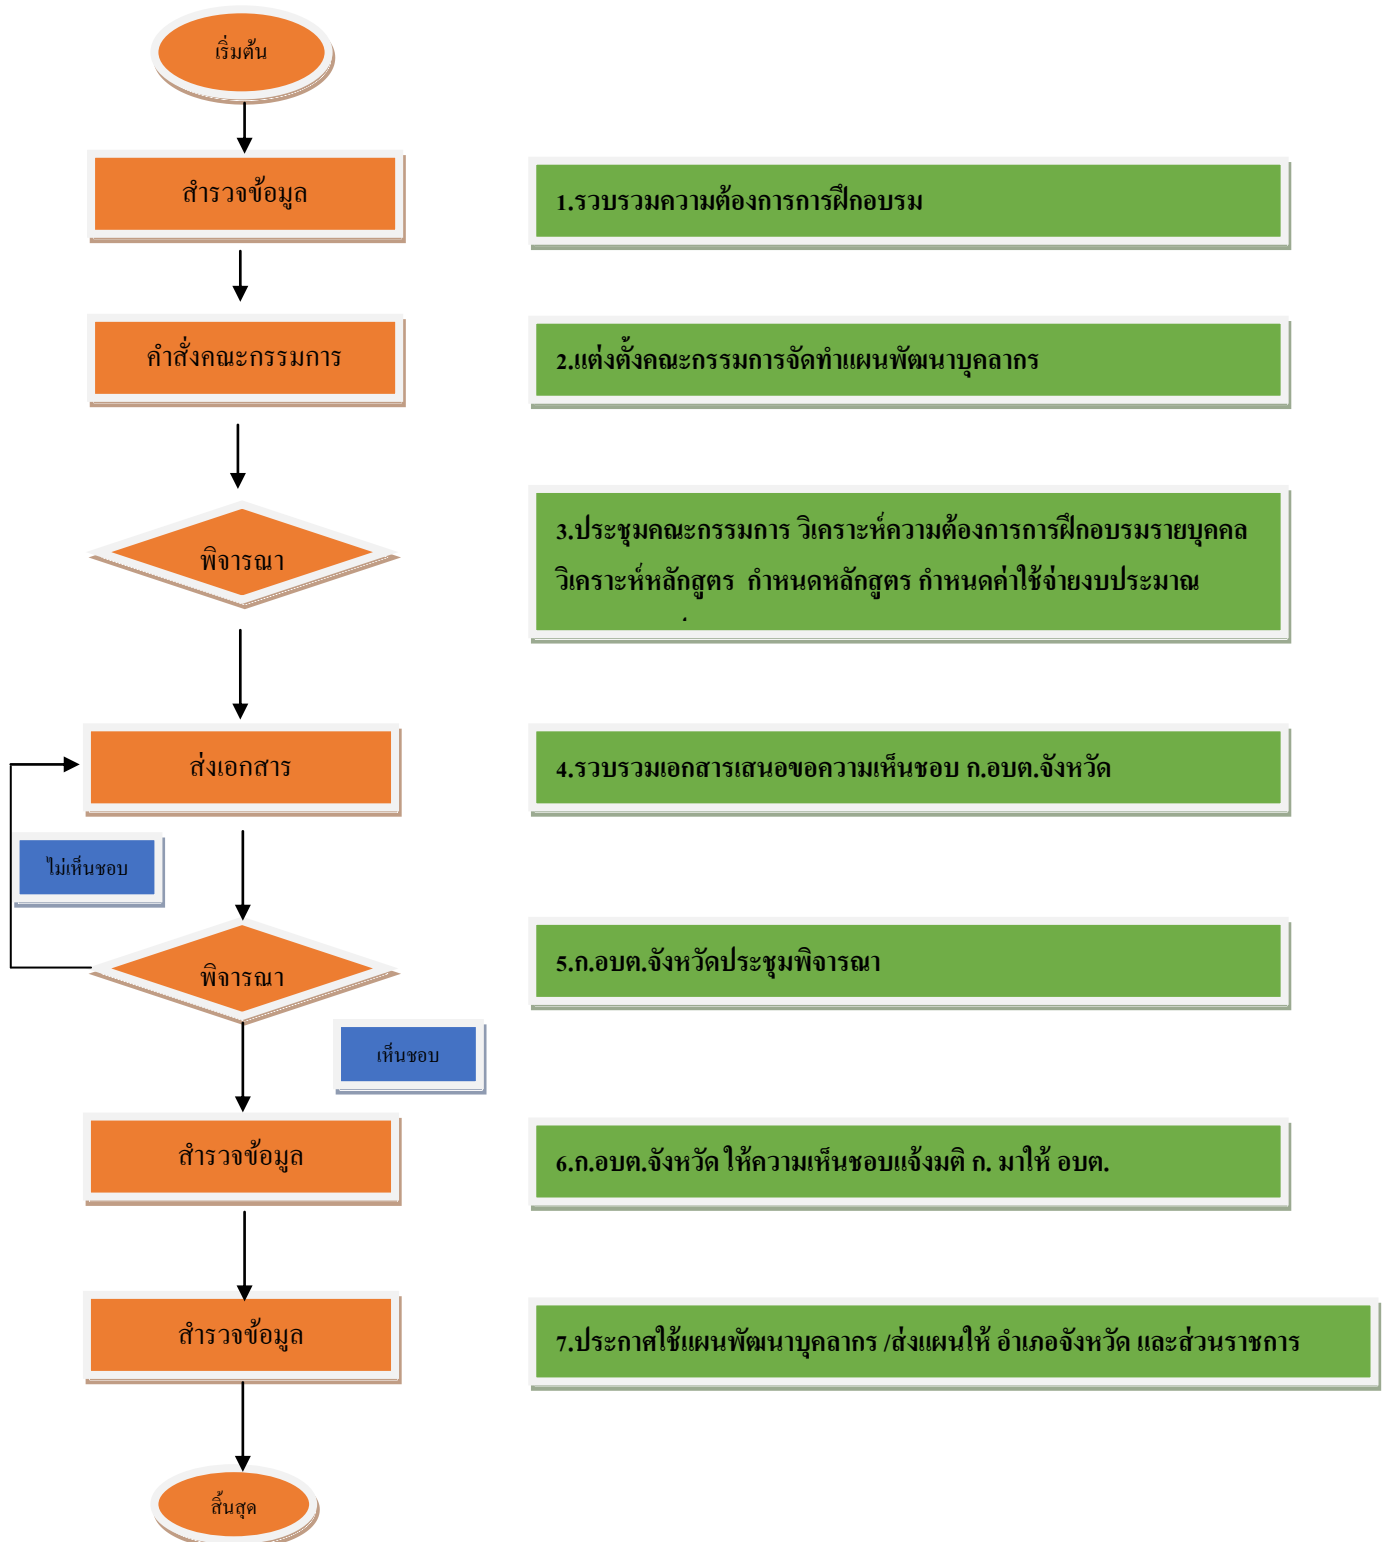 เริ่มต้น
สำรวจข้อมูล
1.รวบรวมความต้องการการฝึกอบรม
คำสั่งคณะกรรมการ
2.แต่งตั้งคณะกรรมการจัดทำแผนพัฒนาบุคลากร
พิจารณา
3.ประชุมคณะกรรมการ วิเคราะห์ความต้องการการฝึกอบรมรายบุคคล
วิเคราะห์หลักสูตร กำหนดหลักสูตร กำหนดค่าใช้จ่ายงบประมาณ
ส่งเอกสาร
4.รวบรวมเอกสารเสนอขอความเห็นชอบ ก.อบต.จังหวัด
ไม่เห็นชอบ
พิจารณา
5.ก.อบต.จังหวัดประชุมพิจารณา
เห็นชอบ
สำรวจข้อมูล
6.ก.อบต.จังหวัด ให้ความเห็นชอบแจ้งมติ ก. มาให้ อบต.
สำรวจข้อมูล
7.ประกาศใช้แผนพัฒนาบุคลากร /ส่งแผนให้ อำเภอจังหวัด และส่วนราชการ
สิ้นสุด